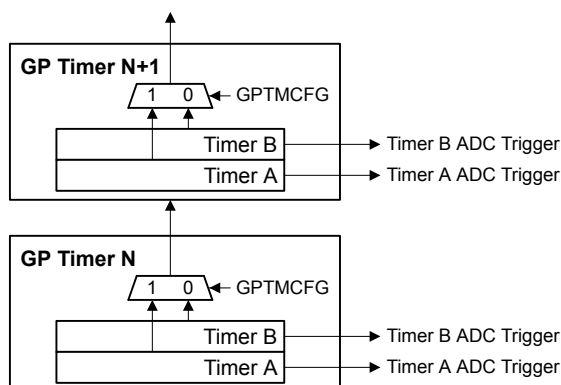 GP Timer N+1
1 0 GPTMCFG
Timer B Timer B ADC Trigger
Timer A Timer A ADC Trigger
GP Timer N
1 0 GPTMCFG
Timer B Timer B ADC Trigger
Timer A Timer A ADC Trigger